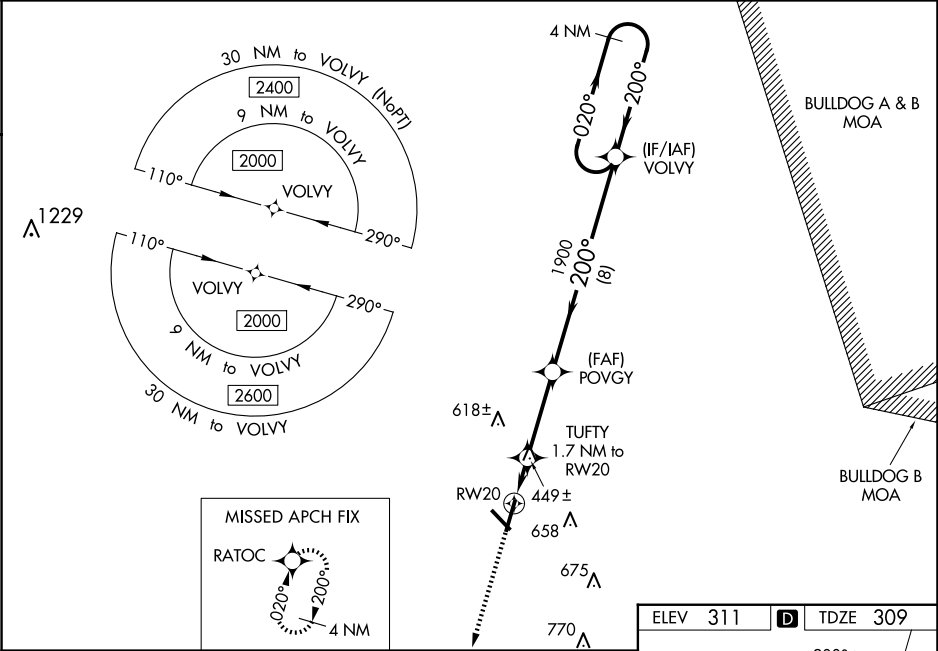 30 NM to VOLVY (NoPT)
2400
9 NM to VOLVY
2000
110°
VOLVY
290°
1229
110°
VOLVY
290°
2000
9 NM to VOLVY
2600
30 NM to VOLVY
4 NM
020°
200°
(IF/IAF)
VOLVY
BULLDOG A & B
MOA
1900
200°
(8)
(FAF)
POVGY
618±
TUFTY
1.7 NM to
RW20
RW20
449±
658
BULLDOG B
MOA
675
770
MISSED APCH FIX
RATOC
020°
200°
4 NM
ELEV 311
D
TDZE 309